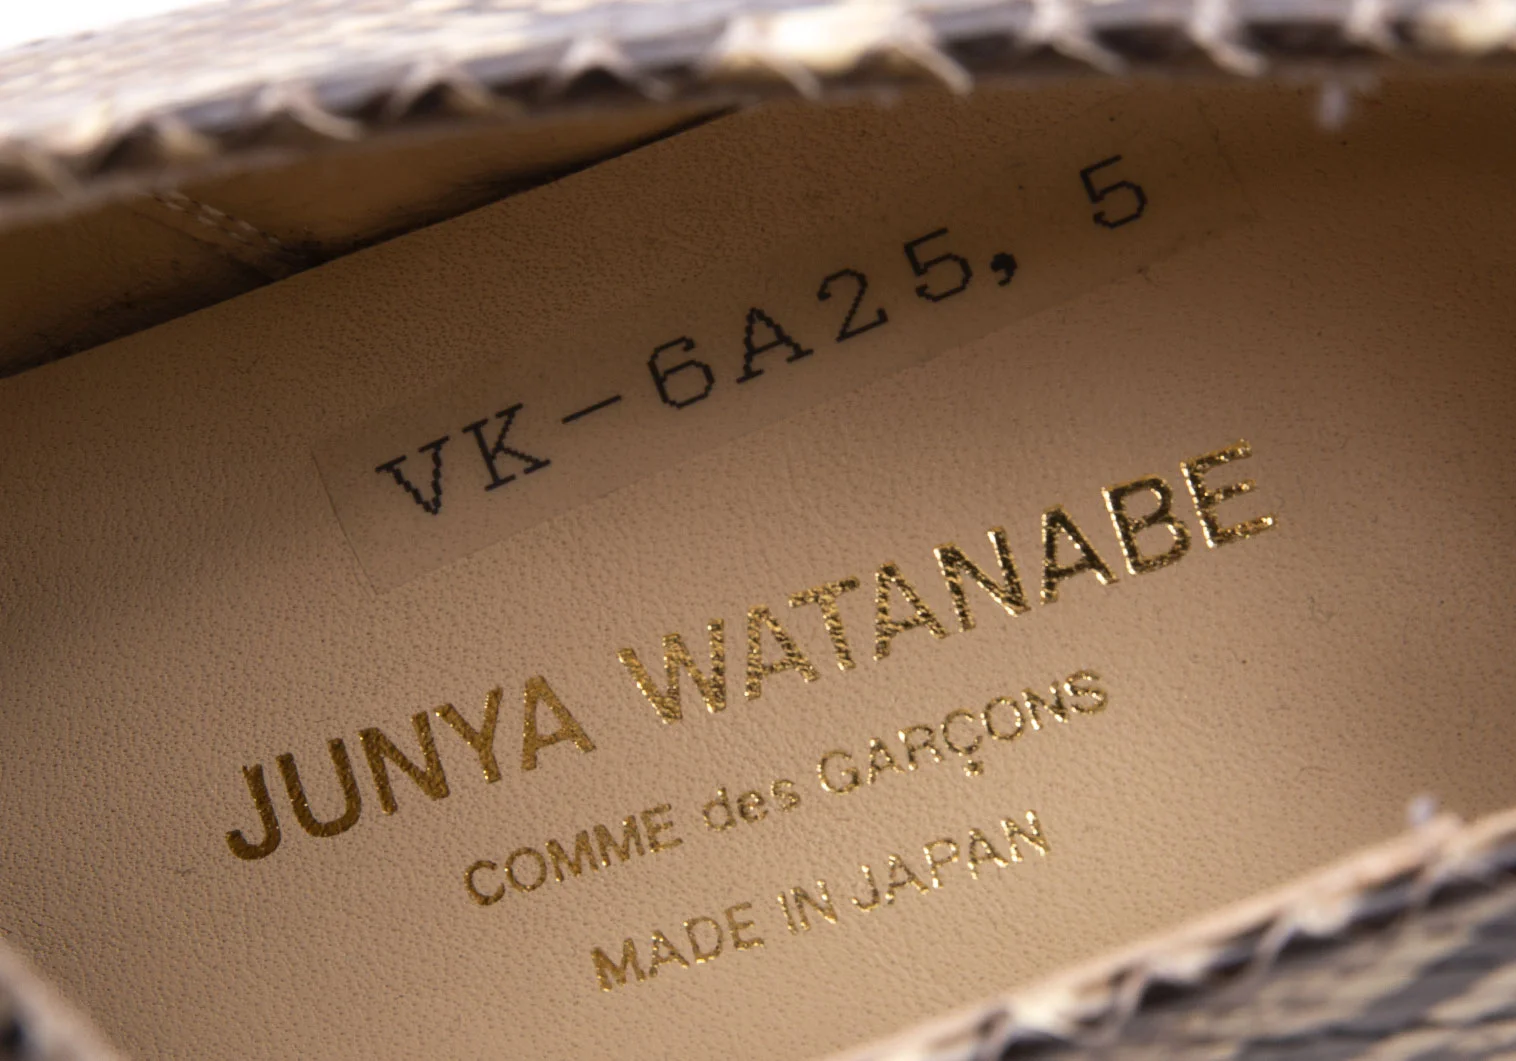 VK-6A25, 5
JUNYA WATANABE
COMME des GARÇONS
MADE IN JAPAN